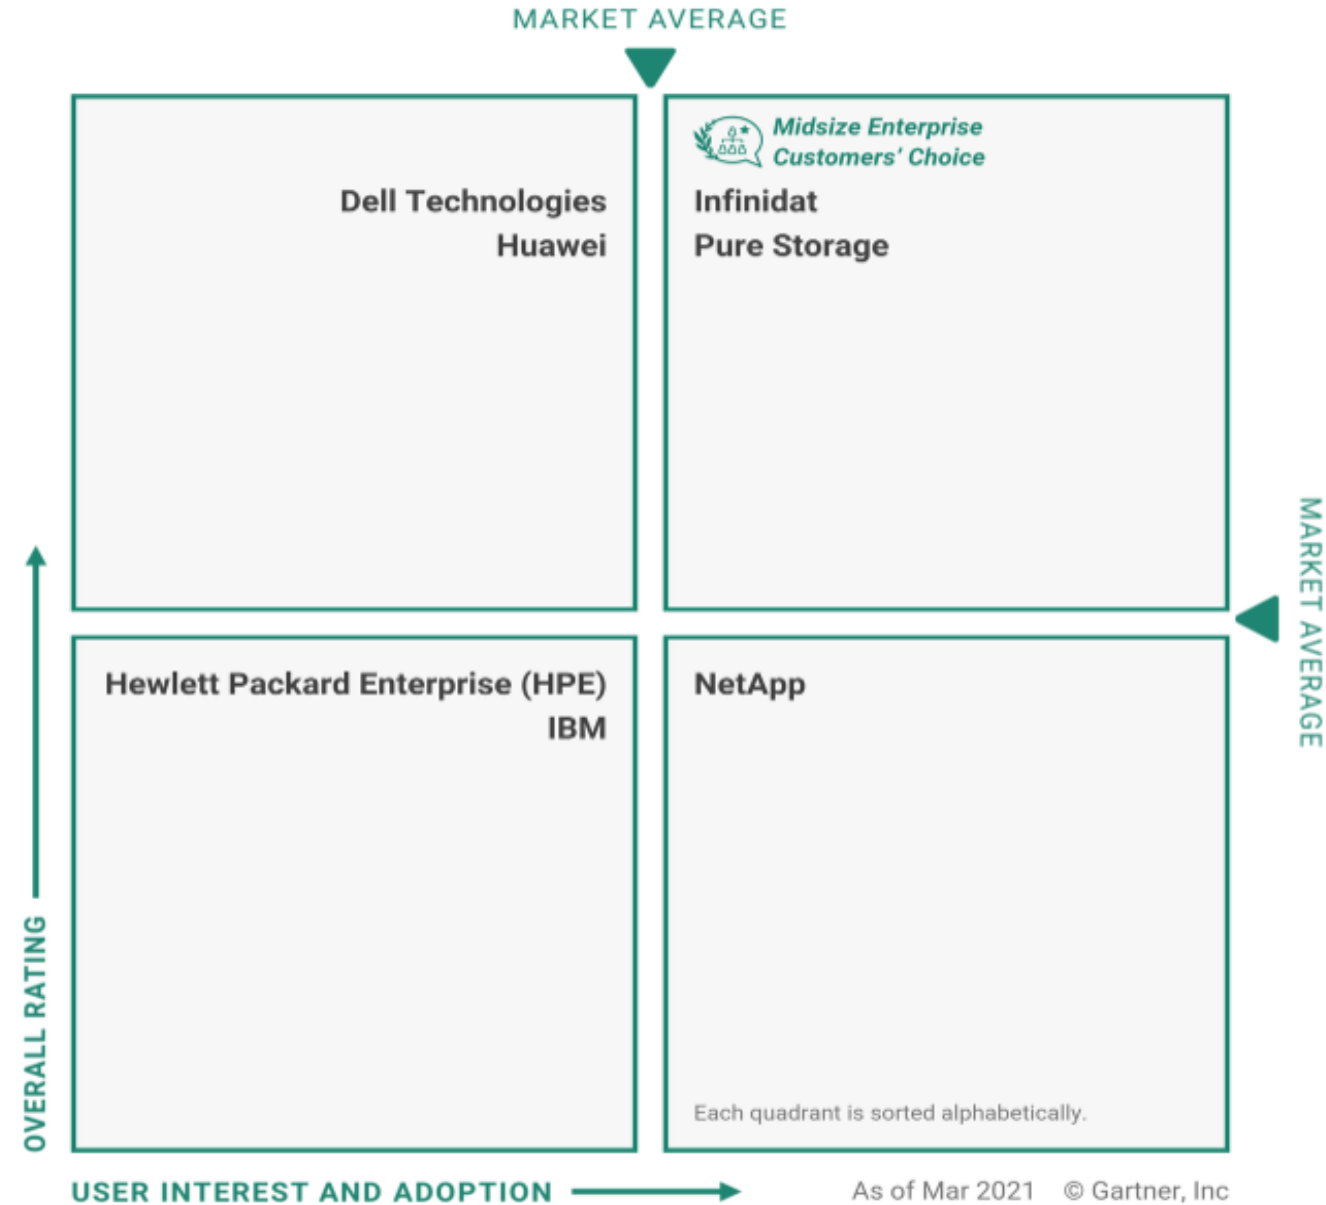 MARKET AVERAGE
Midsize Enterprise
Customers' Choice
Dell Technologies
Huawei
Infinidat
Pure Storage
MARKET AVERAGE
Hewlett Packard Enterprise (HPE)
IBM
NetApp
OVERALL RATING
Each quadrant is sorted alphabetically.
USER INTEREST AND ADOPTION
As of Mar 2021 © Gartner, Inc